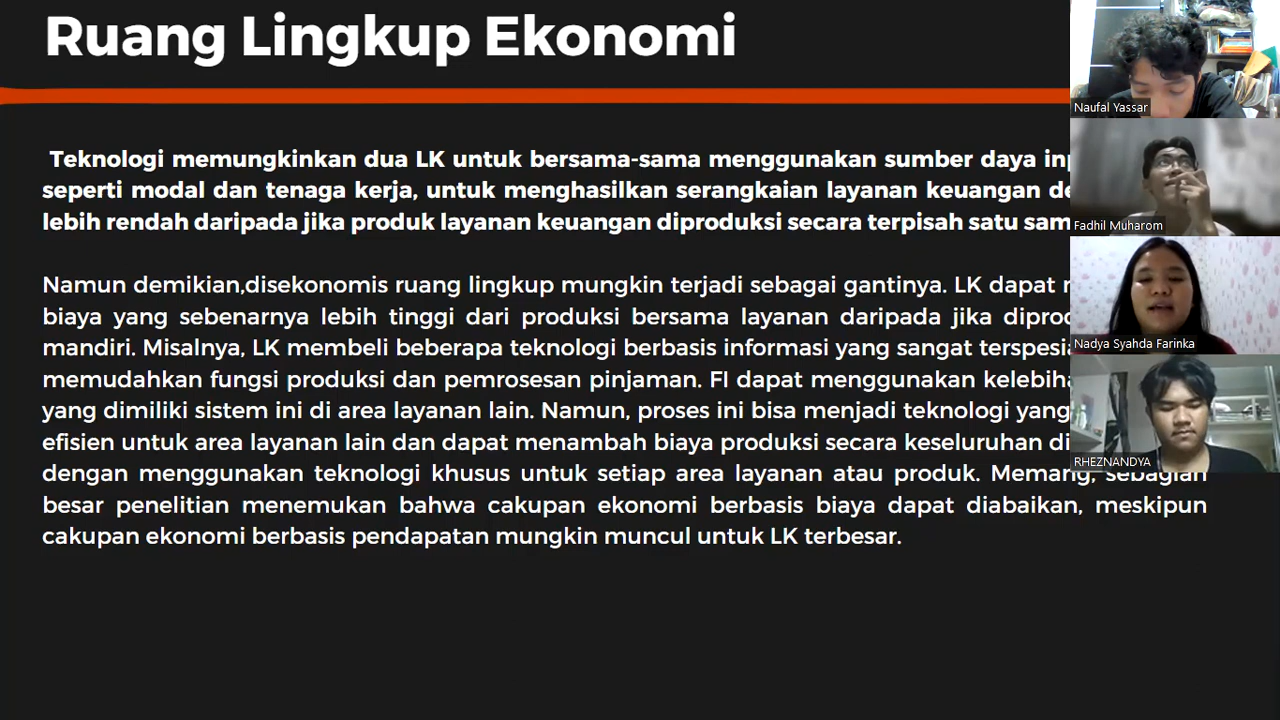 Ruang Lingkup Ekonomi
Teknologi memungkinkan dua LK untuk bersama-sama menggunakan sumber daya
seperti modal dan tenaga kerja, untuk menghasilkan serangkaian layanan keuangan
lebih rendah daripada jika produk layanan keuangan diproduksi secara terpisah satu
Namun demikian,disekonomis ruang lingkup mungkin terjadi sebagai gantinya. LK dapat
biaya yang sebenarnya lebih tinggi dari produksi bersama layanan daripada jika
mandiri. Misalnya, LK membeli beberapa teknologi berbasis informasi yang sangat
memudahkan fungsi produksi dan pemrosesan pinjaman. FI dapat menggunakan
yang dimiliki sistem ini di area layanan lain. Namun, proses ini bisa menjadi teknologi yang
efisien untuk area layanan lain dan dapat menambah biaya produksi secara keseluruhan
dengan menggunakan teknologi khusus untuk setiap area layanan atau produk. Memang, sebagian
besar penelitian menemukan bahwa cakupan ekonomi berbasis biaya dapat diabaikan, meskipun
cakupan ekonomi berbasis pendapatan mungkin muncul untuk LK terbesar.
Naufal Yassar
Fadhil Muharom
Nadya Syahda Farinka
RHEZNANDYA